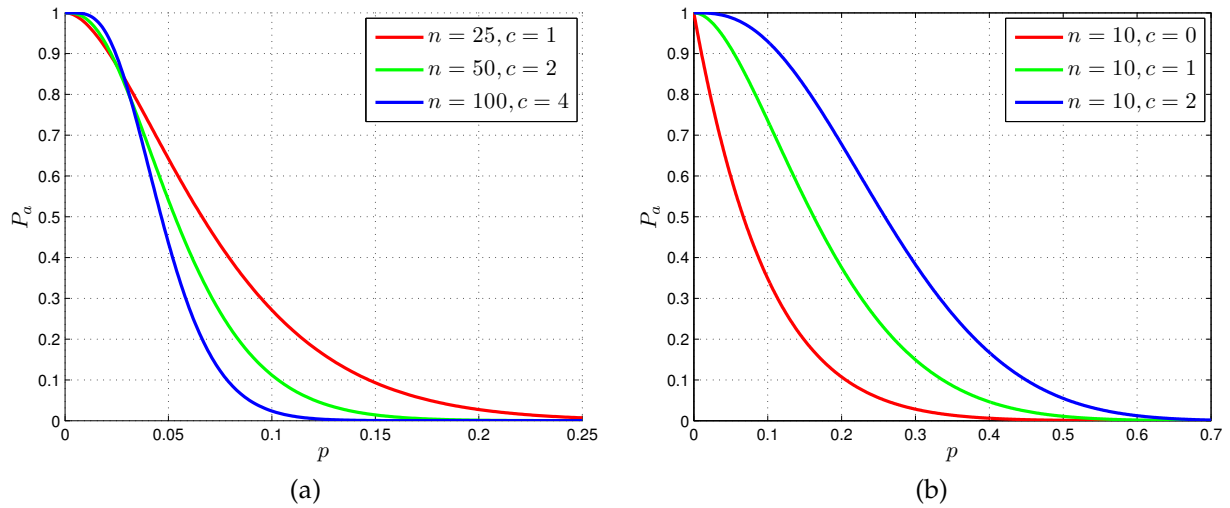 1
0.9
0.8
0.7
0.6
0.5
0.4
0.3
0.2
0.1
0
P_a
n = 25, c = 1
n = 50, c = 2
n = 100, c = 4
0 0.05 0.1 0.15 0.2 0.25
p
(a)
1
0.9
0.8
0.7
0.6
0.5
0.4
0.3
0.2
0.1
0
P_a
n = 10, c = 0
n = 10, c = 1
n = 10, c = 2
0 0.1 0.2 0.3 0.4 0.5 0.6 0.7
p
(b)